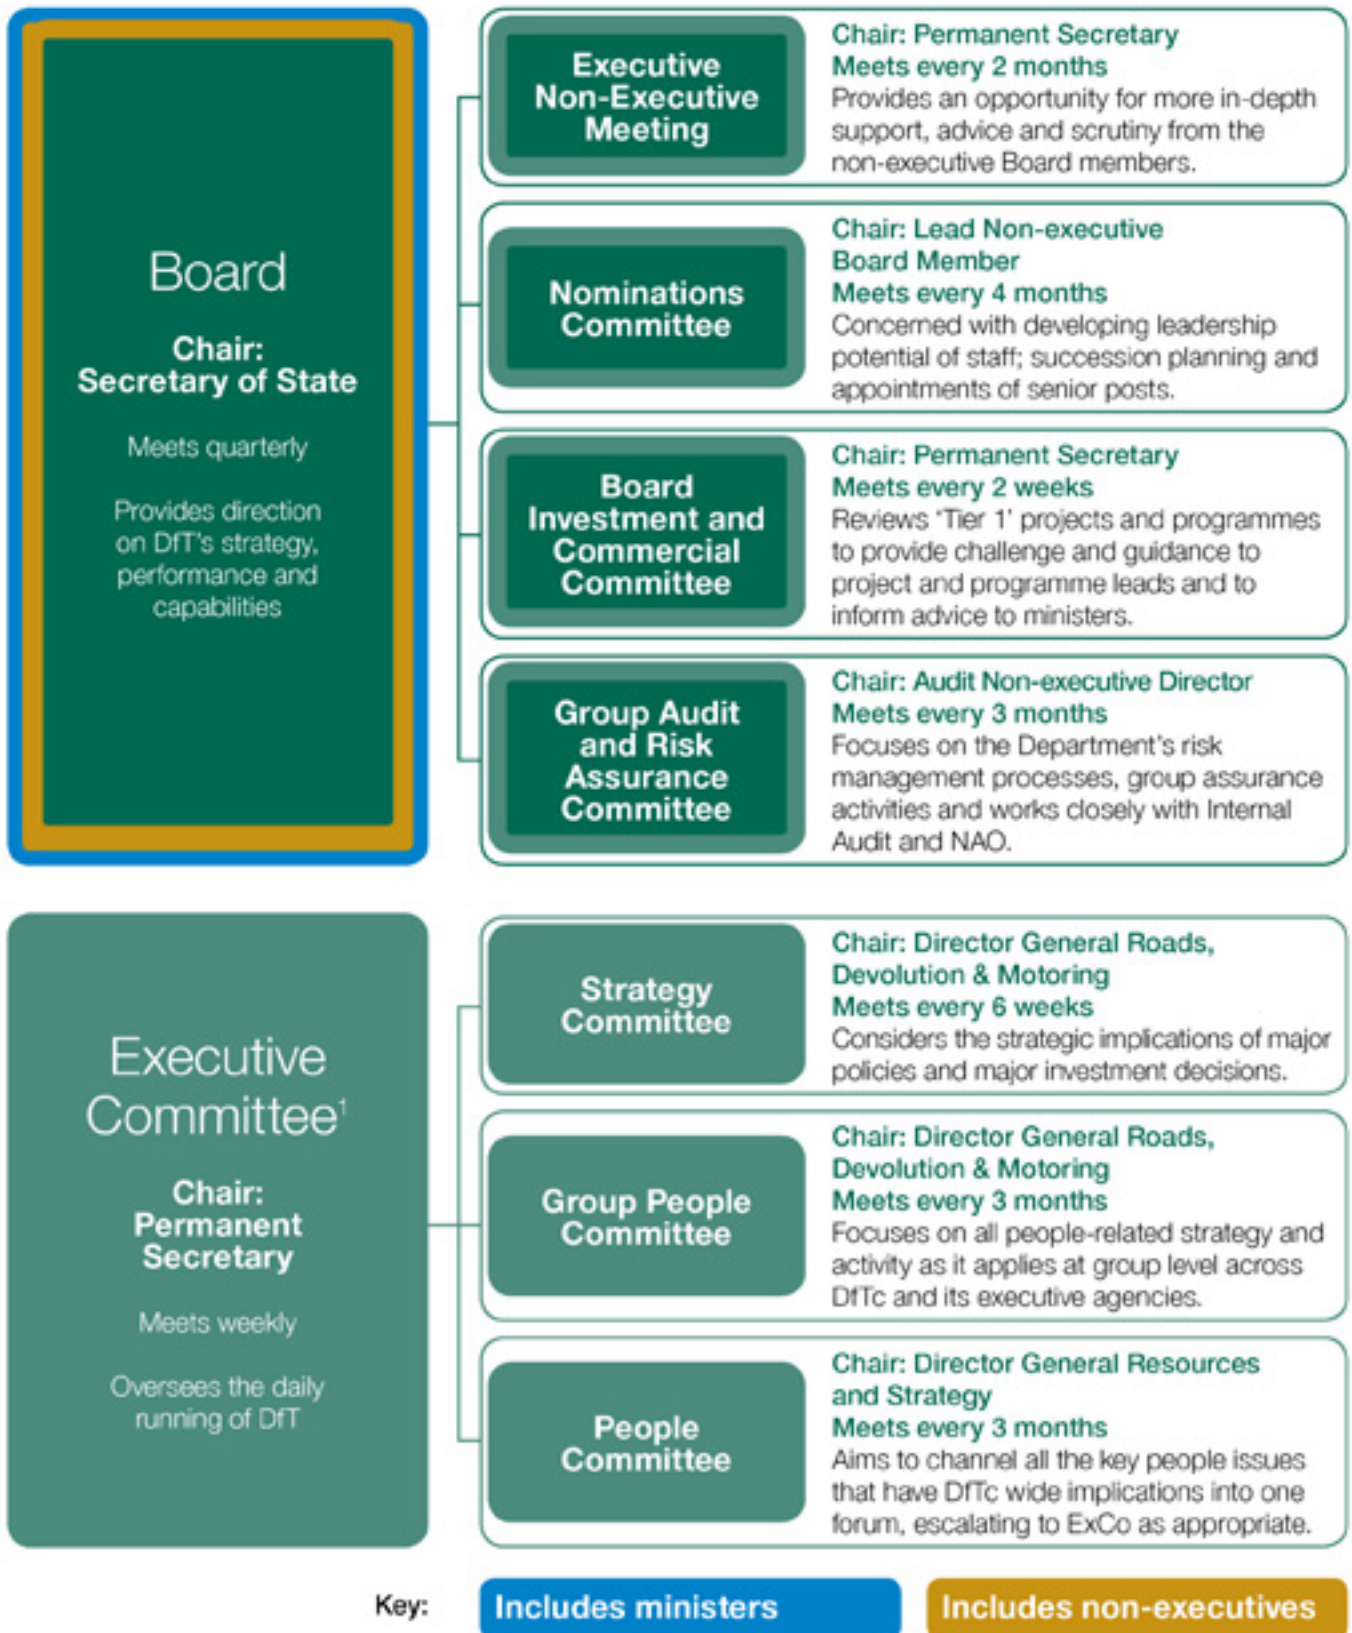 Board
Chair:
Secretary of State
Meets quarterly
Provides direction
on DfT's strategy,
performance and
capabilities
Executive
Non-Executive
Meeting
Chair: Permanent Secretary
Meets every 2 months
Provides an opportunity for more in-depth
support, advice and scrutiny from the
non-executive Board members.
Nominations
Committee
Chair: Lead Non-executive
Board Member
Meets every 4 months
Concerned with developing leadership
potential of staff; succession planning and
appointments of senior posts.
Board
Investment and
Commercial
Committee
Chair: Permanent Secretary
Meets every 2 weeks
Reviews 'Tier 1' projects and programmes
to provide challenge and guidance to
project and programme leads and to
inform advice to ministers.
Group Audit
and Risk
Assurance
Committee
Chair: Audit Non-executive Director
Meets every 3 months
Focuses on the Department's risk
management processes, group assurance
activities and works closely with Internal
Audit and NAO.
Executive
Committee¹
Chair:
Permanent
Secretary
Meets weekly
Oversees the daily
running of DfT
Strategy
Committee
Chair: Director General Roads,
Devolution & Motoring
Meets every 6 weeks
Considers the strategic implications of major
policies and major investment decisions.
Group People
Committee
Chair: Director General Roads,
Devolution & Motoring
Meets every 3 months
Focuses on all people-related strategy and
activity as it applies at group level across
DfTc and its executive agencies.
People
Committee
Chair: Director General Resources
and Strategy
Meets every 3 months
Aims to channel all the key people issues
that have DfTc wide implications into one
forum, escalating to ExCo as appropriate.
Key:
Includes ministers
Includes non-executives